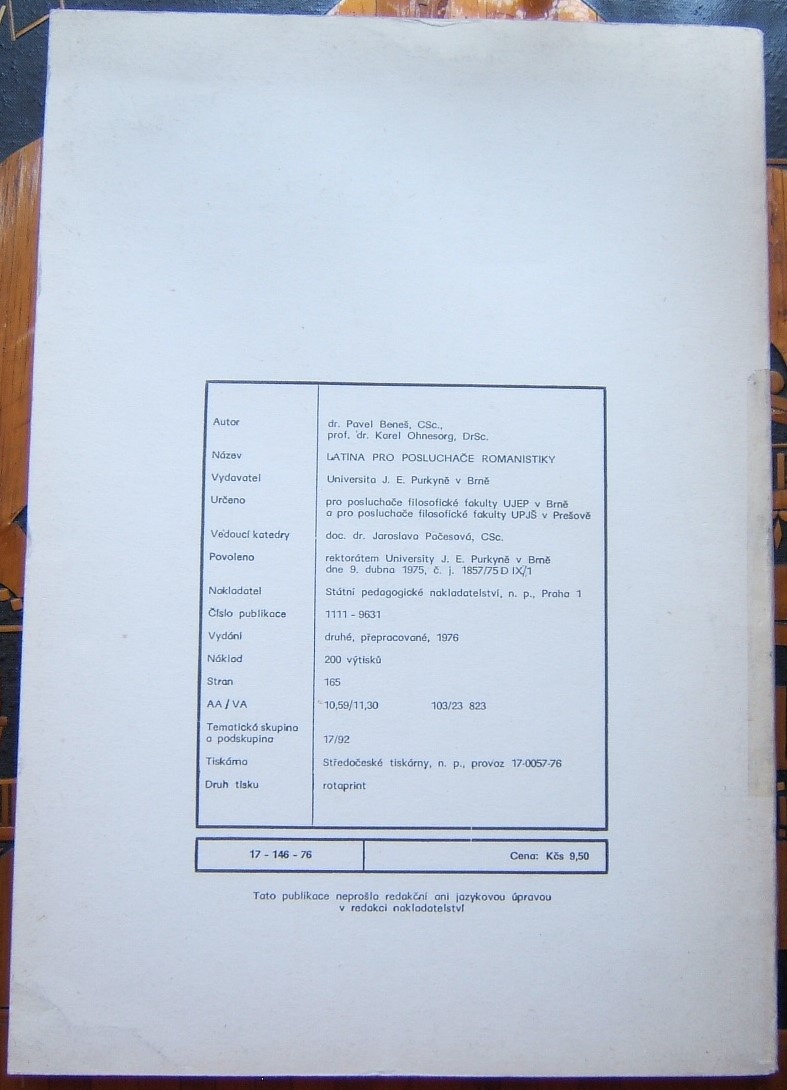 Autor dr. Pavel Beneš, CSc.,
prof. dr. Karel Ohnesorg, DrSc.
Název LATINA PRO POSLUCHAČE ROMANISTIKY
Vydavatel Universita J. E. Purkyně v Brně
Určeno pro posluchače filosofické fakulty UJEP v Brně
a pro posluchače filosofické fakulty UPJŠ v Prešově
Vedoucí katedry doc. dr. Jaroslava Pačesová, CSc.
Povoleno rektorátem University J. E. Purkyně v Brně
dne 9. dubna 1975, č. j. 1857/75 D IX/1
Nakladatel Státní pedagogické nakladatelství, n. p., Praha 1
Číslo publikace 1111 - 9631
Vydání druhé, přepracované, 1976
Náklad 200 výtisků
Stran 165
AA / VA 10,59/11,30 103/23 823
Tematická skupina
a podskupina 17/92
Tiskárna Středočeské tiskárny, n. p., provoz 17-0057-76
Druh tisku rotaprint
17 - 146 - 76 Cena: Kčs 9,50
Tato publikace neprošla redakční ani jazykovou úpravou
v redakci nakladatelství